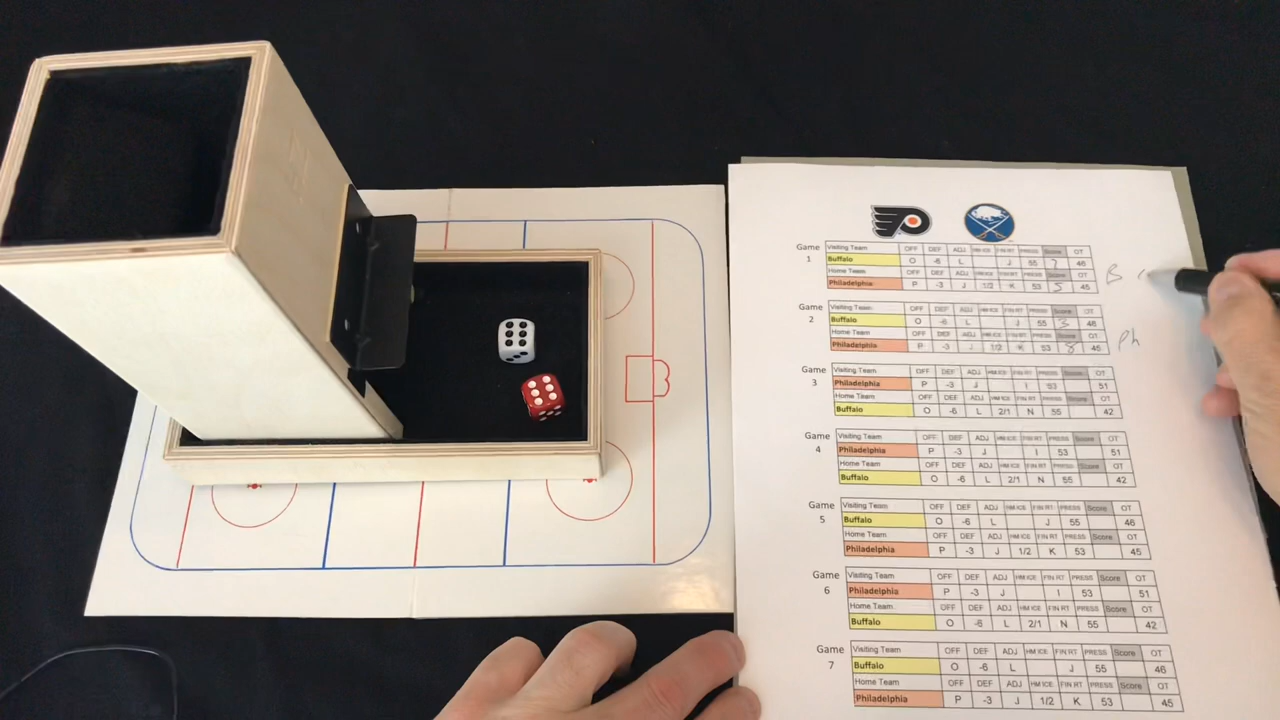 Game 1
Visiting Team OFF DEF ADJ HM ICE FIN RT PRESS Score OT
Buffalo O -6 L J 55 7 46
Home Team OFF DEF ADJ HM ICE FIN RT PRESS Score OT
Philadelphia P -3 J 1/2 K 53 5 45
B
Game 2
Visiting Team OFF DEF ADJ HM ICE FIN RT PRESS Score OT
Buffalo O -6 L J 55 3 46
Home Team OFF DEF ADJ HM ICE FIN RT PRESS Score OT
Philadelphia P -3 J 1/2 K 53 8 45
Ph
Game 3
Visiting Team OFF DEF ADJ HM ICE FIN RT PRESS Score OT
Philadelphia P -3 J I 53 51
Home Team OFF DEF ADJ HM ICE FIN RT PRESS Score OT
Buffalo O -6 L 2/1 N 55 42
Game 4
Visiting Team OFF DEF ADJ HM ICE FIN RT PRESS Score OT
Philadelphia P -3 J I 53 51
Home Team OFF DEF ADJ HM ICE FIN RT PRESS Score OT
Buffalo O -6 L 2/1 N 55 42
Game 5
Visiting Team OFF DEF ADJ HM ICE FIN RT PRESS Score OT
Buffalo O -6 L J 55 46
Home Team OFF DEF ADJ HM ICE FIN RT PRESS Score OT
Philadelphia P -3 J 1/2 K 53 45
Game 6
Visiting Team OFF DEF ADJ HM ICE FIN RT PRESS Score OT
Philadelphia P -3 J I 53 51
Home Team OFF DEF ADJ HM ICE FIN RT PRESS Score OT
Buffalo O -6 L 2/1 N 55 42
Game 7
Visiting Team OFF DEF ADJ HM ICE FIN RT PRESS Score OT
Buffalo O -6 L J 55 46
Home Team OFF DEF ADJ HM ICE FIN RT PRESS Score OT
Philadelphia P -3 J 1/2 K 53 45